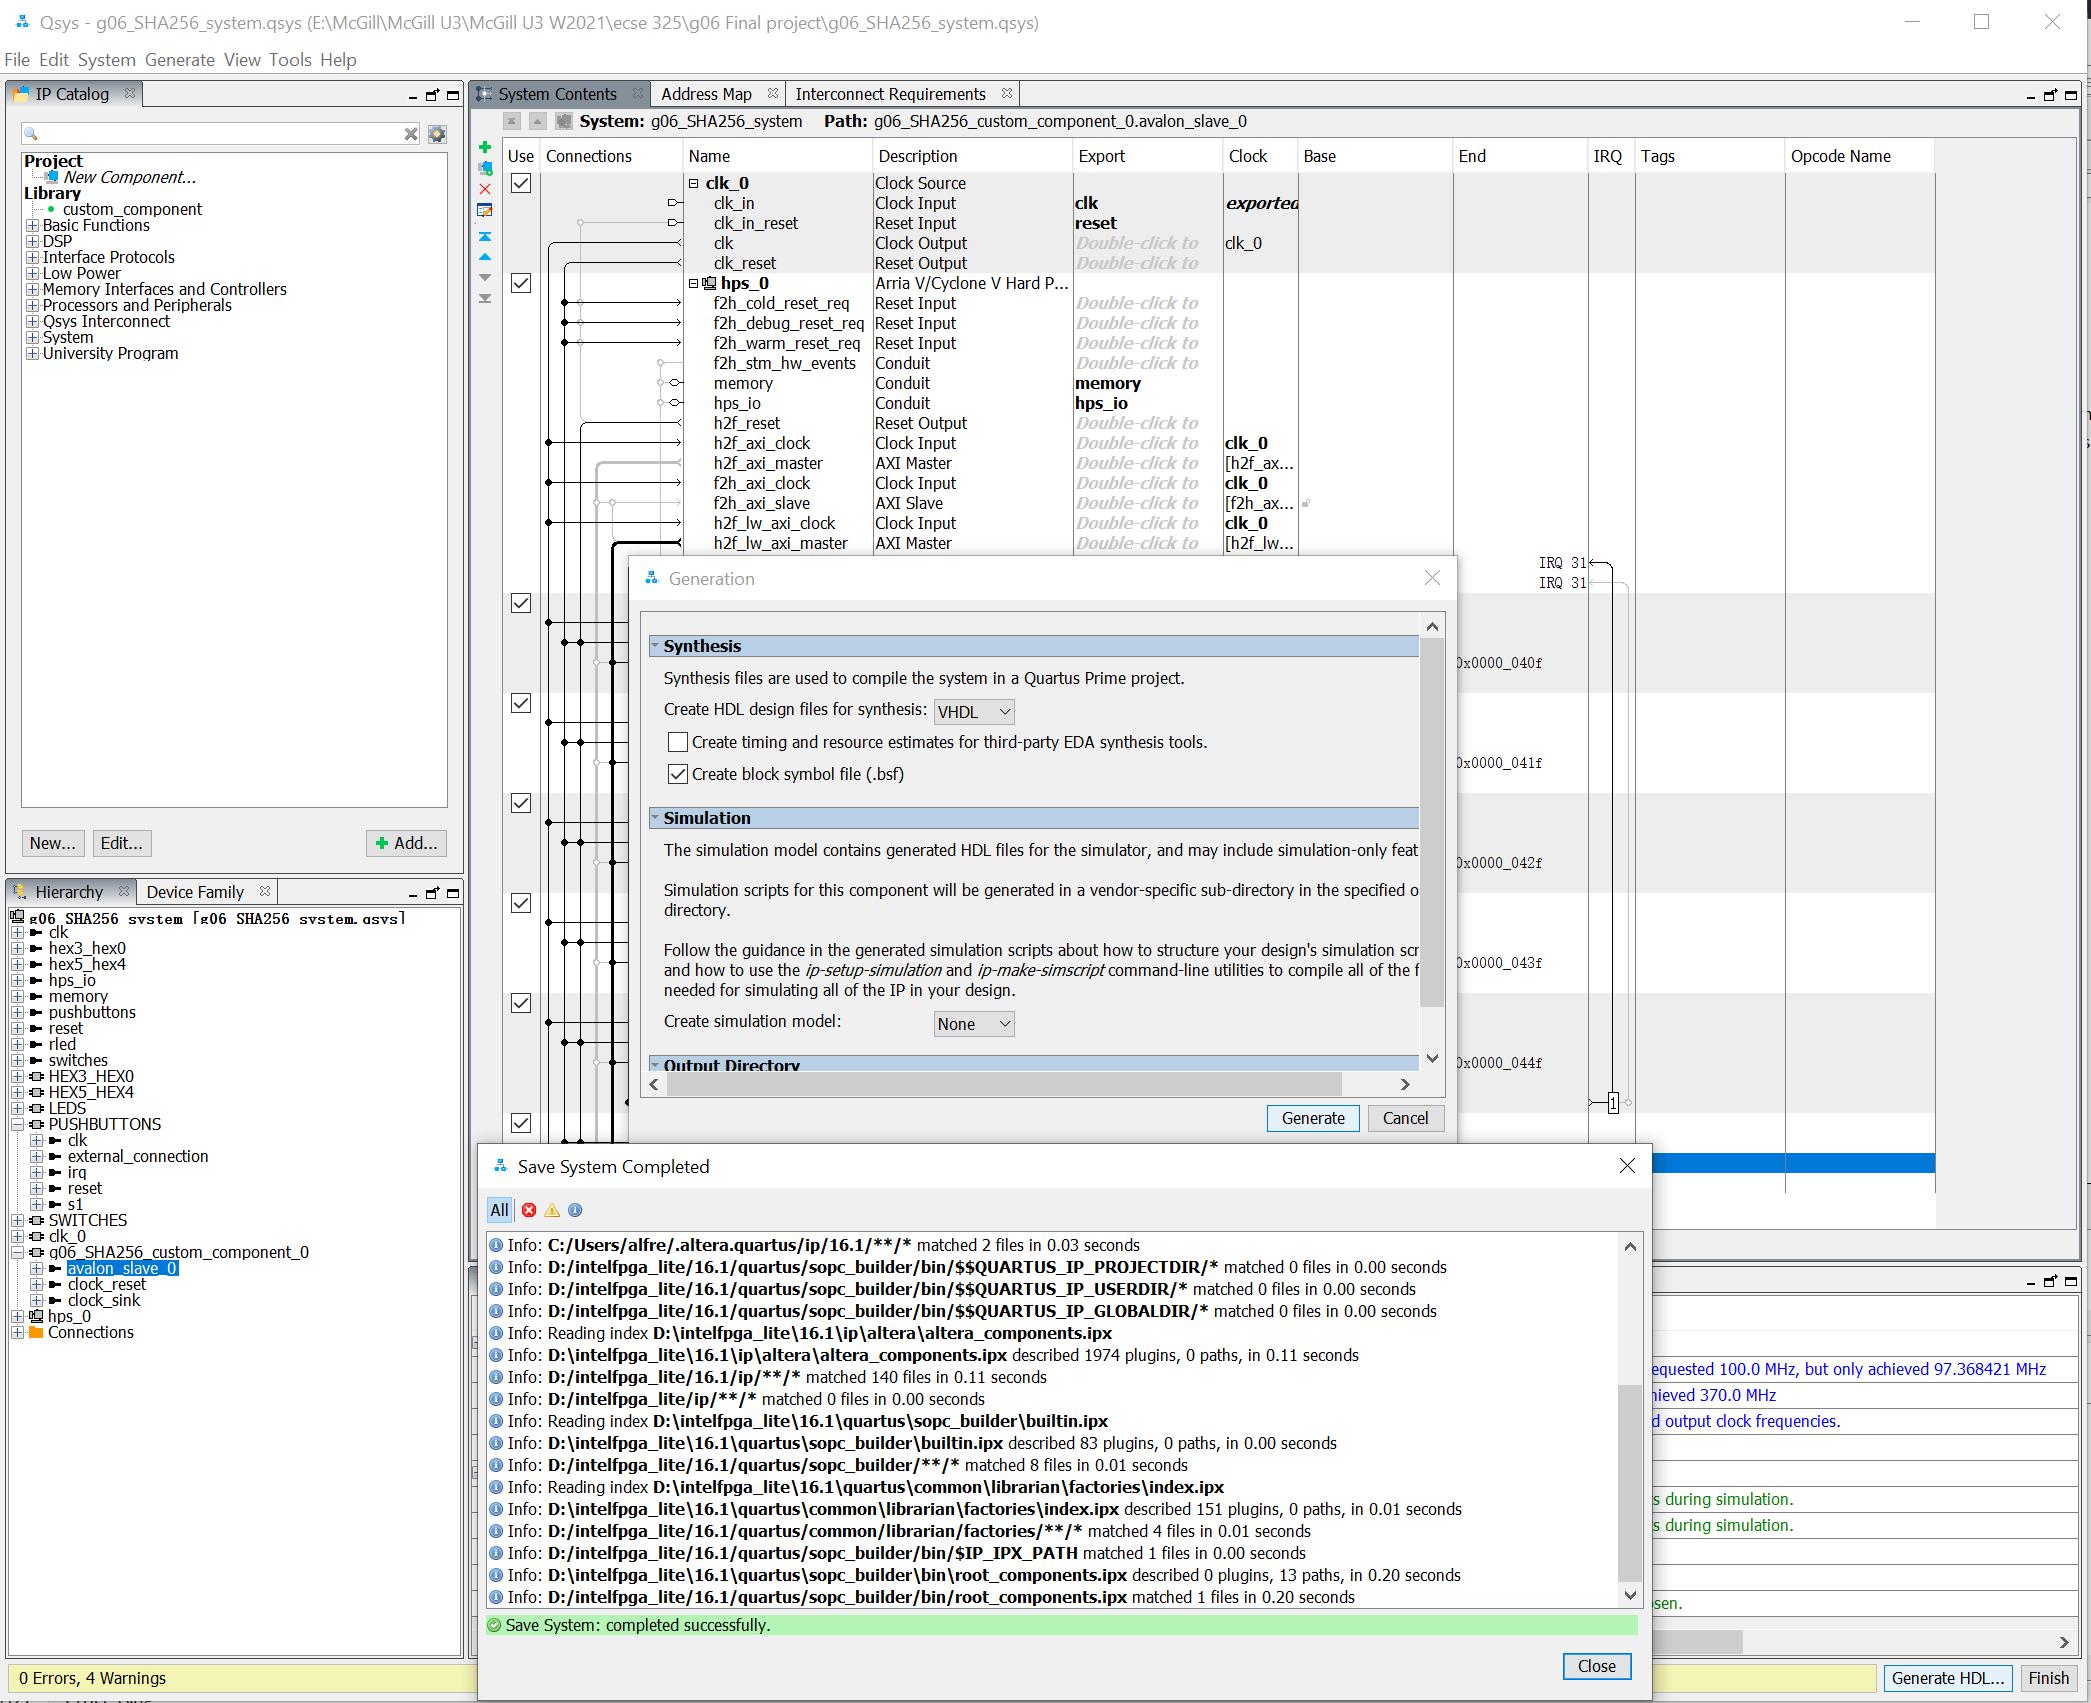 Qsys - g06_SHA256_system.qsys (E:\McGill\McGill U3\McGill U3 W2021\ecse 325\g06 Final project\g06_SHA256_system.qsys)
File Edit System Generate View Tools Help
IP Catalog
Project
New Component...
Library
custom_component
Basic Functions
DSP
Interface Protocols
Low Power
Memory Interfaces and Controllers
Processors and Peripherals
Qsys Interconnect
System
University Program
New... Edit... Add...
Hierarchy Device Family
g06_SHA256_system [g06_SHA256_system.qsys]
clk
hex3_hex0
hex5_hex4
hps_io
memory
pushbuttons
reset
rled
switches
HEX3_HEX0
HEX5_HEX4
LEDS
PUSHBUTTONS
clk
external_connection
irq
reset
s1
SWITCHES
clk_0
g06_SHA256_custom_component_0
avalon_slave_0
clock_reset
clock_sink
hps_0
Connections
System Contents Address Map Interconnect Requirements
System: g06_SHA256_system Path: g06_SHA256_custom_component_0.avalon_slave_0
Use Connections Name Description Export Clock Base End IRQ Tags Opcode Name
clk_0 Clock Source
clk_in Clock Input clk exported
clk_in_reset Reset Input reset
clk Clock Output Double-click to clk_0
clk_reset Reset Output Double-click to
hps_0 Arria V/Cyclone V Hard P...
f2h_cold_reset_req Reset Input Double-click to
f2h_debug_reset_req Reset Input Double-click to
f2h_warm_reset_req Reset Input Double-click to
f2h_stm_hw_events Conduit Double-click to
memory Conduit memory
hps_io Conduit hps_io
h2f_reset Reset Output Double-click to
h2f_axi_clock Clock Input Double-click to clk_0
h2f_axi_master AXI Master Double-click to [h2f_ax...
f2h_axi_clock Clock Input Double-click to clk_0
f2h_axi_slave AXI Slave Double-click to [f2h_ax...
h2f_lw_axi_clock Clock Input Double-click to clk_0
h2f_lw_axi_master AXI Master Double-click to [h2f_lw...
IRQ 31
IRQ 31
0x0000_040f
0x0000_041f
0x0000_042f
0x0000_043f
0x0000_044f
1
Generation
Synthesis
Synthesis files are used to compile the system in a Quartus Prime project.
Create HDL design files for synthesis: VHDL
Create timing and resource estimates for third-party EDA synthesis tools.
Create block symbol file (.bsf)
Simulation
The simulation model contains generated HDL files for the simulator, and may include simulation-only feat
Simulation scripts for this component will be generated in a vendor-specific sub-directory in the specified o
directory.
Follow the guidance in the generated simulation scripts about how to structure your design's simulation scr
and how to use the ip-setup-simulation and ip-make-simscript command-line utilities to compile all of the f
needed for simulating all of the IP in your design.
Create simulation model: None
Output Directory
Generate Cancel
Save System Completed
All
Info: C:/Users/alfre/.altera.quartus/ip/16.1/**/* matched 2 files in 0.03 seconds
Info: D:/intelfpga_lite/16.1/quartus/sopc_builder/bin/$$QUARTUS_IP_PROJECTDIR/* matched 0 files in 0.00 seconds
Info: D:/intelfpga_lite/16.1/quartus/sopc_builder/bin/$$QUARTUS_IP_USERDIR/* matched 0 files in 0.00 seconds
Info: D:/intelfpga_lite/16.1/quartus/sopc_builder/bin/$$QUARTUS_IP_GLOBALDIR/* matched 0 files in 0.00 seconds
Info: Reading index D:\intelfpga_lite\16.1\ip\altera\altera_components.ipx
Info: D:\intelfpga_lite\16.1\ip\altera\altera_components.ipx described 1974 plugins, 0 paths, in 0.11 seconds
Info: D:/intelfpga_lite/16.1/ip/**/* matched 140 files in 0.11 seconds
Info: D:/intelfpga_lite/ip/**/* matched 0 files in 0.00 seconds
Info: Reading index D:\intelfpga_lite\16.1\quartus\sopc_builder\builtin.ipx
Info: D:\intelfpga_lite\16.1\quartus\sopc_builder\builtin.ipx described 83 plugins, 0 paths, in 0.00 seconds
Info: D:/intelfpga_lite/16.1/quartus/sopc_builder/**/* matched 8 files in 0.01 seconds
Info: Reading index D:\intelfpga_lite\16.1\quartus\common\librarian\factories\index.ipx
Info: D:\intelfpga_lite\16.1\quartus\common\librarian\factories\index.ipx described 151 plugins, 0 paths, in 0.01 seconds
Info: D:/intelfpga_lite/16.1/quartus/common/librarian/factories/**/* matched 4 files in 0.01 seconds
Info: D:/intelfpga_lite/16.1/quartus/sopc_builder/bin/$IP_IPX_PATH matched 1 files in 0.00 seconds
Info: D:\intelfpga_lite\16.1\quartus\sopc_builder\bin\root_components.ipx described 0 plugins, 13 paths, in 0.20 seconds
Info: D:/intelfpga_lite/16.1/quartus/sopc_builder/bin/root_components.ipx matched 1 files in 0.20 seconds
Save System: completed successfully.
Close
equested 100.0 MHz, but only achieved 97.368421 MHz
hieved 370.0 MHz
d output clock frequencies.
s during simulation.
s during simulation.
osen.
0 Errors, 4 Warnings
Generate HDL... Finish